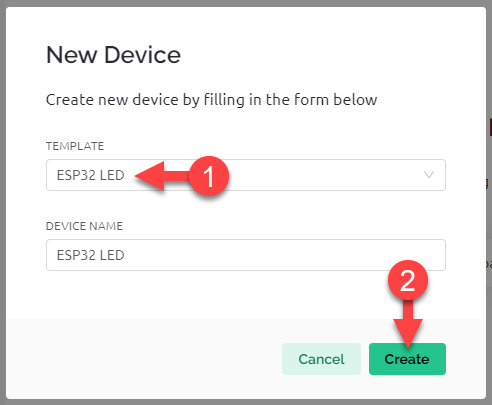 New Device
Create new device by filling in the form below
TEMPLATE
ESP32 LED
1
DEVICE NAME
ESP32 LED
2
Cancel
Create